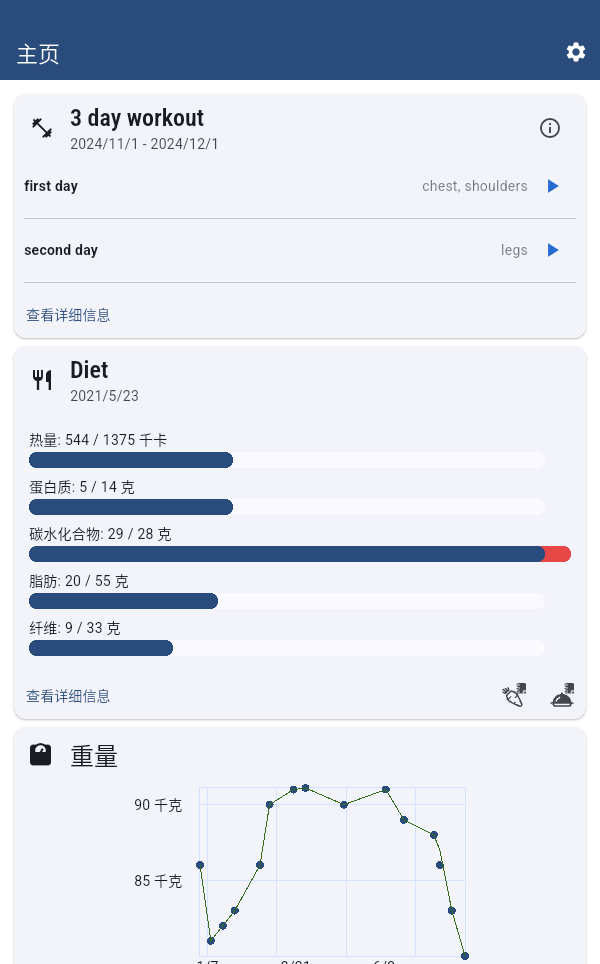 主页
3 day workout
2024/11/1 - 2024/12/1
first day chest, shoulders
second day legs
查看详细信息
Diet
2021/5/23
热量: 544 / 1375 千卡
蛋白质: 5 / 14 克
碳水化合物: 29 / 28 克
脂肪: 20 / 55 克
纤维: 9 / 33 克
查看详细信息
重量
90 千克
85 千克